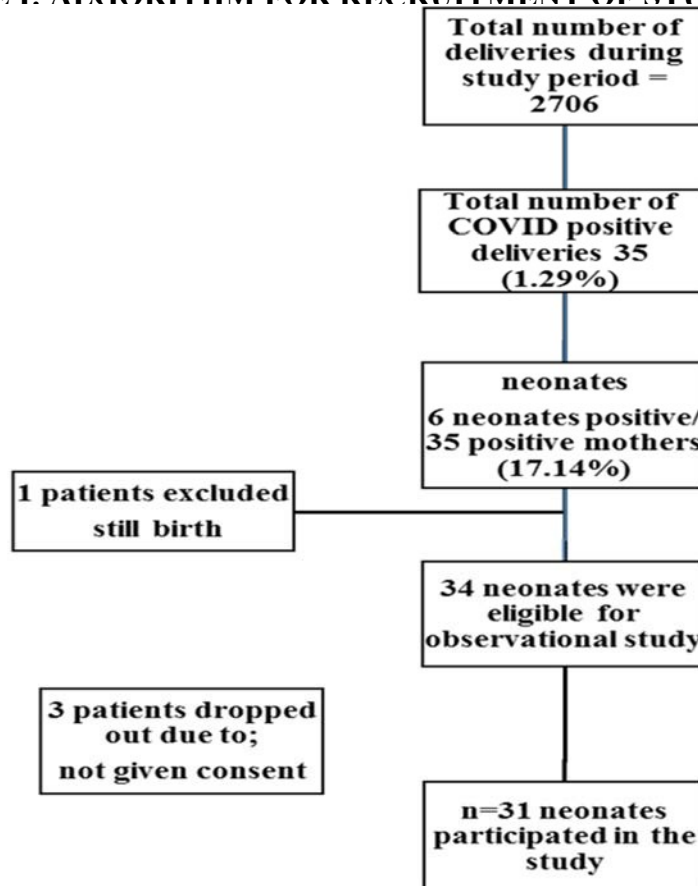 Total number of
deliveries during
study period =
2706
Total number of
COVID positive
deliveries 35
(1.29%)
neonates
6 neonates positive/
35 positive mothers
(17.14%)
1 patients excluded
still birth
34 neonates were
eligible for
observational study
3 patients dropped
out due to;
not given consent
n=31 neonates
participated in the
study